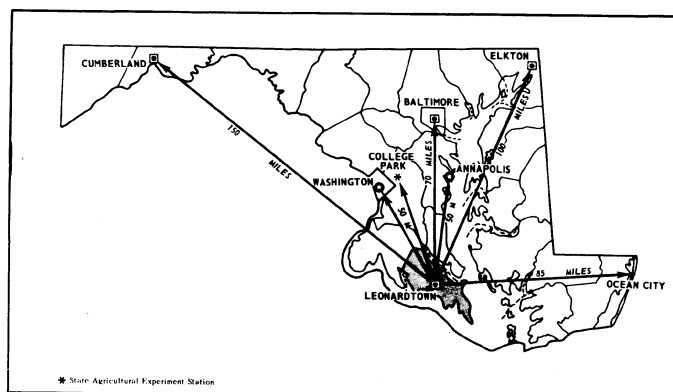 ELKTON
CUMBERLAND
BALTIMORE
150 MILES
70 MILES
100 MILES
COLLEGE PARK
*
ANNAPOLIS
WASHINGTON
50 M
50 M
85 MILES
LEONARDTOWN
OCEAN CITY
* State Agricultural Experiment Station